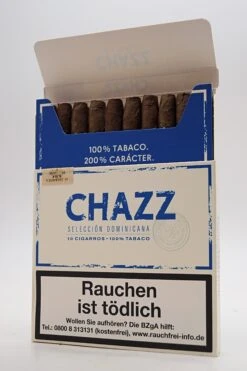 100% TABACO.
200% CARÁCTER.
CHAZZ
SELECCIÓN DOMINICANA
10 CIGARROS · 100% TABACO
Rauchen
ist tödlich
Wollen Sie aufhören? Die BZgA hilft:
Tel.: 0800 8 313131 (kostenfrei), www.rauchfrei-info.de